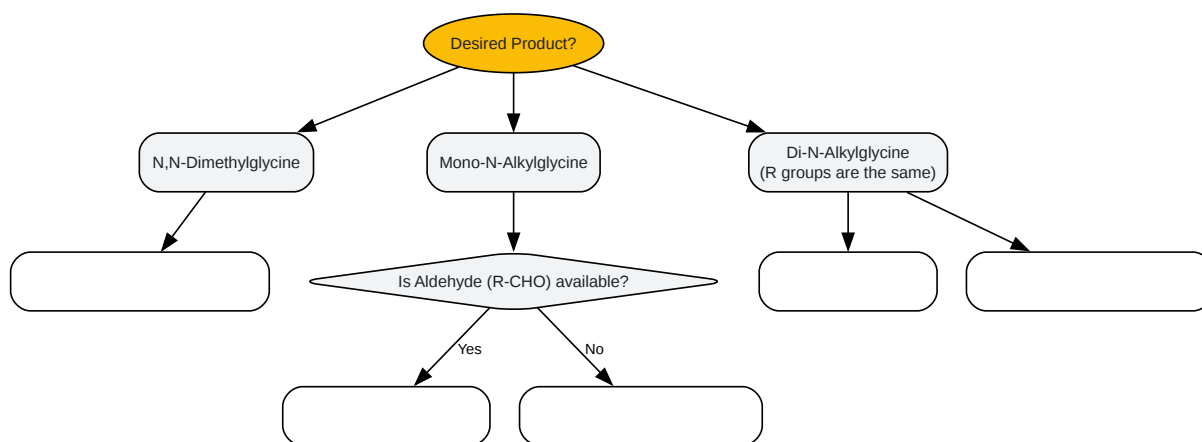 Desired Product?
N,N-Dimethylglycine
Mono-N-Alkylglycine
Di-N-Alkylglycine
(R groups are the same)
Is Aldehyde (R-CHO) available?
Yes
No